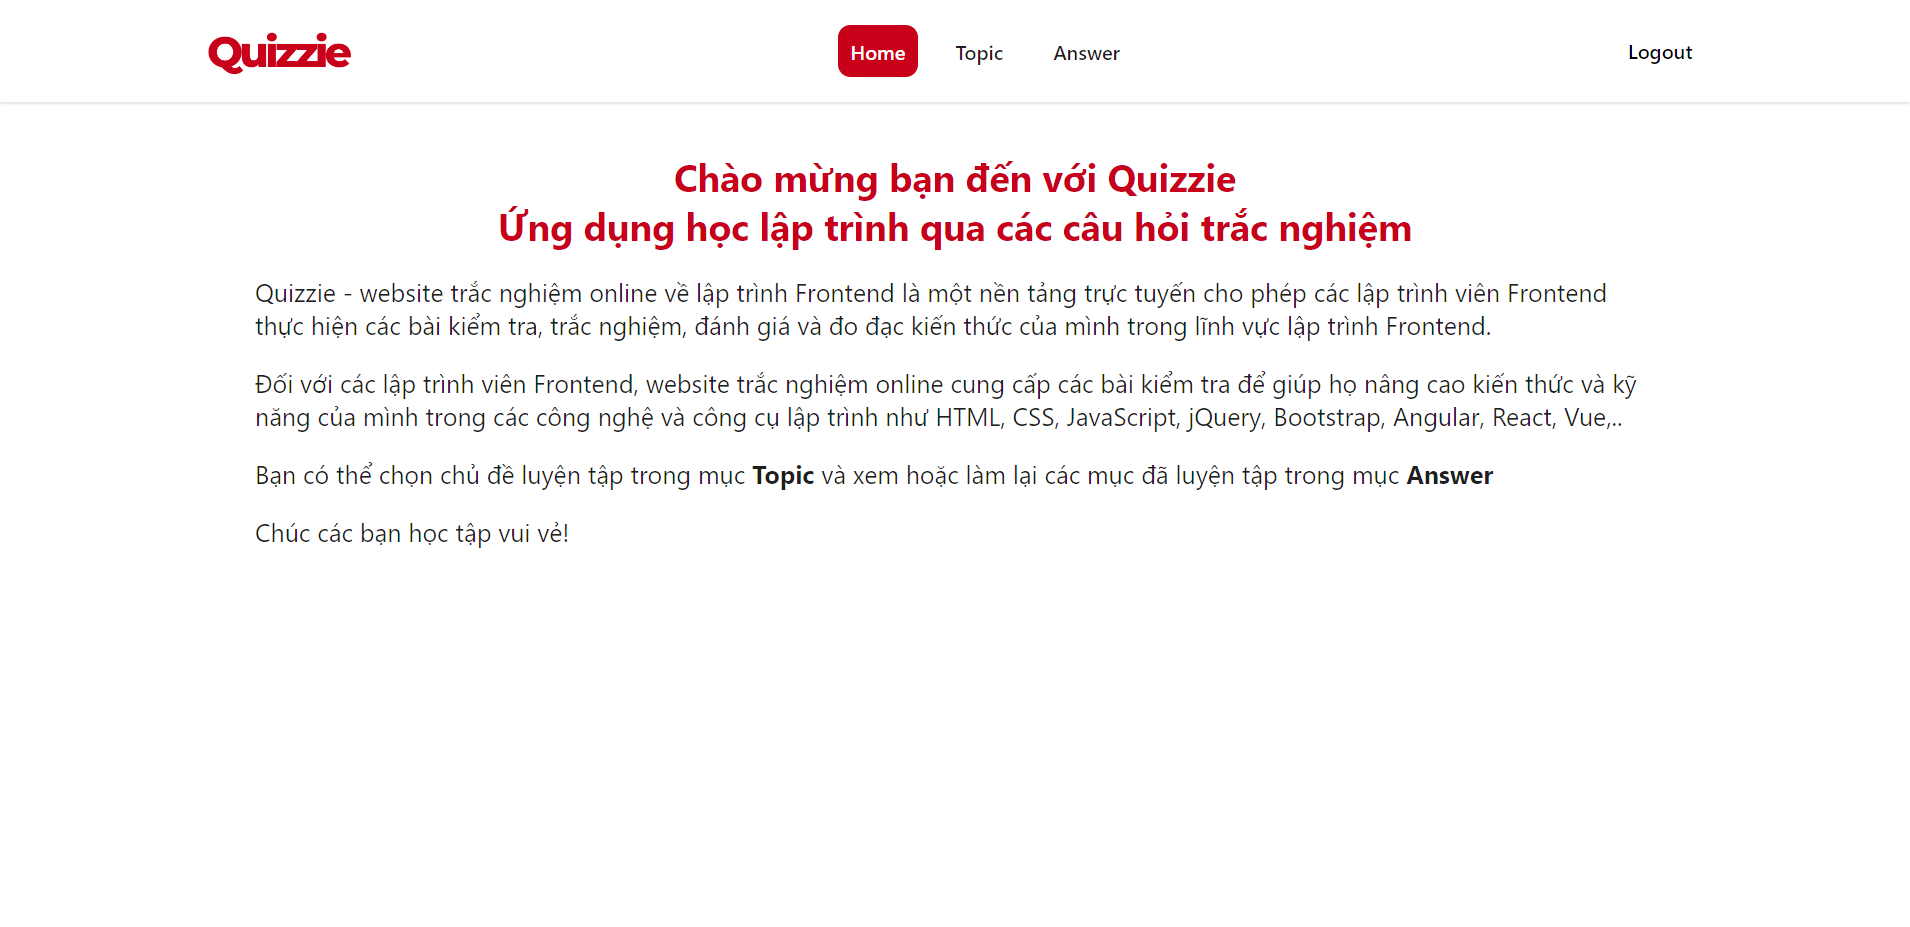 Quizzie
Home Topic Answer
Logout
Chào mừng bạn đến với Quizzie
Ứng dụng học lập trình qua các câu hỏi trắc nghiệm
Quizzie - website trắc nghiệm online về lập trình Frontend là một nền tảng trực tuyến cho phép các lập trình viên Frontend
thực hiện các bài kiểm tra, trắc nghiệm, đánh giá và đo đạc kiến thức của mình trong lĩnh vực lập trình Frontend.
Đối với các lập trình viên Frontend, website trắc nghiệm online cung cấp các bài kiểm tra để giúp họ nâng cao kiến thức và kỹ
năng của mình trong các công nghệ và công cụ lập trình như HTML, CSS, JavaScript, jQuery, Bootstrap, Angular, React, Vue,..
Bạn có thể chọn chủ đề luyện tập trong mục Topic và xem hoặc làm lại các mục đã luyện tập trong mục Answer
Chúc các bạn học tập vui vẻ!